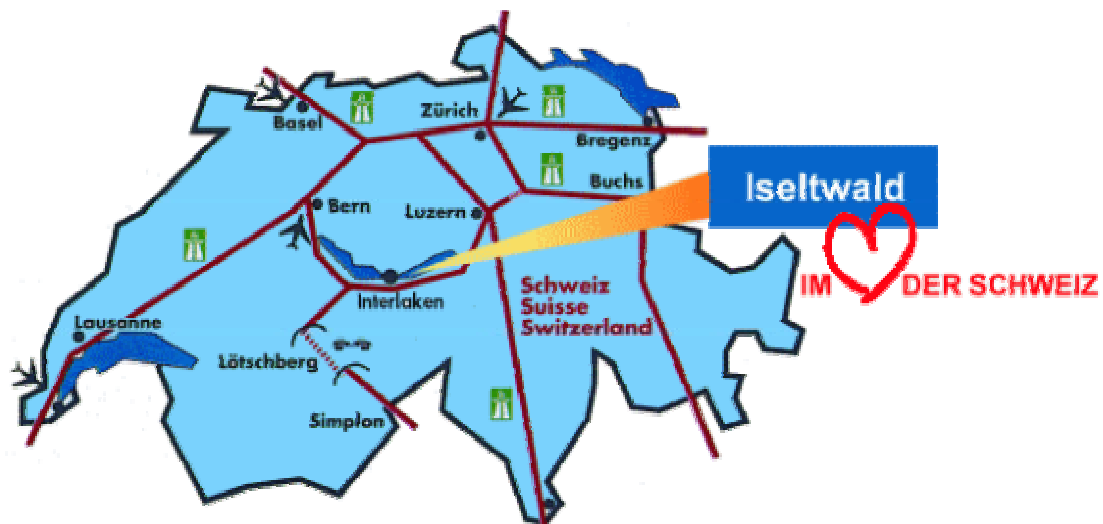 Zürich
Basel
Bregenz
Buchs
Iseltwald
Bern
Luzern
IM DER SCHWEIZ
Interlaken
Schweiz
Suisse
Switzerland
Lausanne
Lötschberg
Simplon